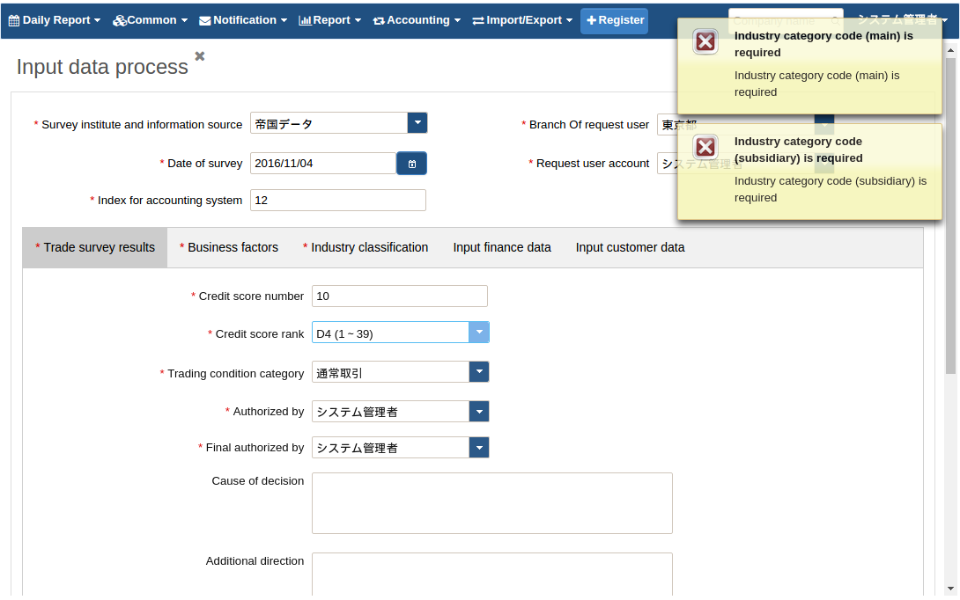 Daily Report Common Notification Report Accounting Import/Export Register Company name システム管理者
Input data process
Industry category code (main) is
required
Industry category code (main) is
required
Industry category code
(subsidiary) is required
Industry category code (subsidiary) is
required
* Survey institute and information source 帝国データ * Branch Of request user 東京都
* Date of survey 2016/11/04 * Request user account システム管理者
* Index for accounting system 12
* Trade survey results * Business factors * Industry classification Input finance data Input customer data
* Credit score number 10
* Credit score rank D4 (1 ~ 39)
* Trading condition category 通常取引
* Authorized by システム管理者
* Final authorized by システム管理者
Cause of decision
Additional direction